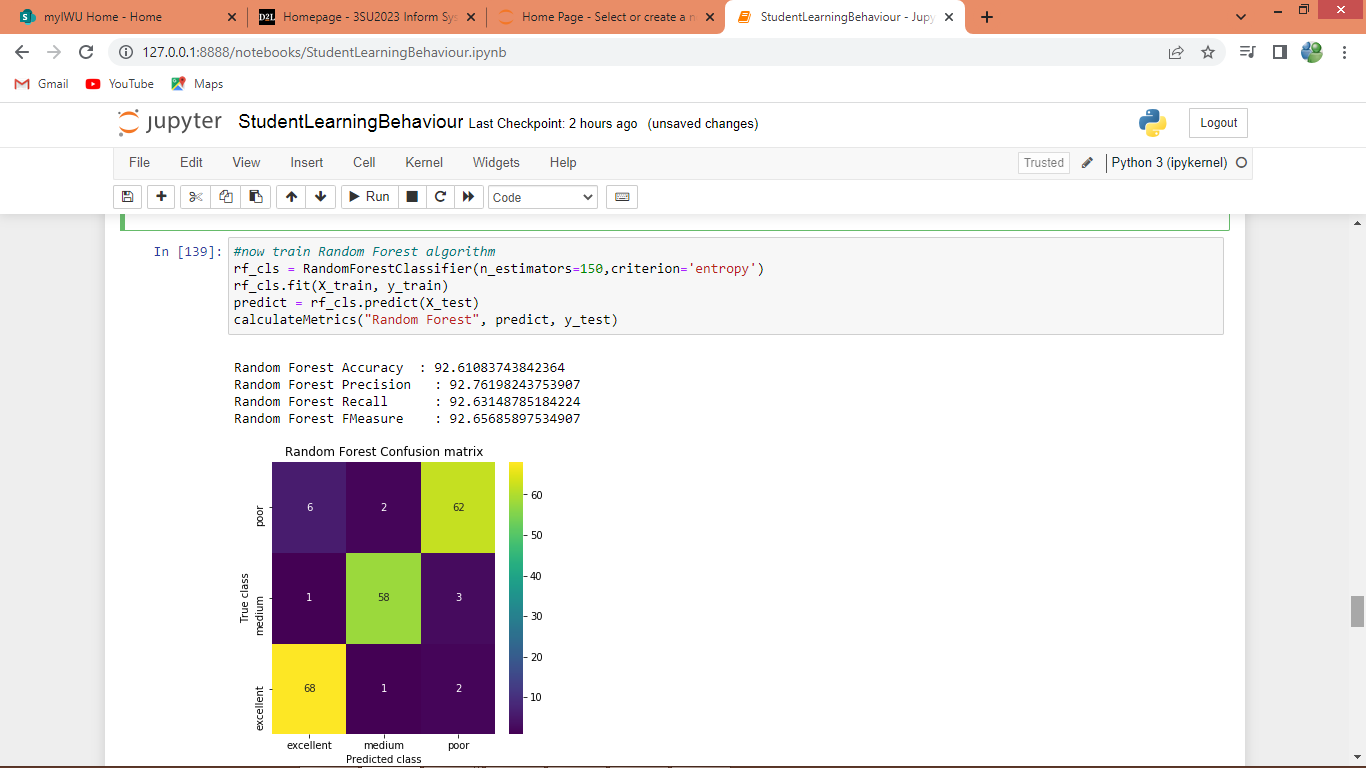 myIWU Home - Home
D2L
Homepage - 3SU2023 Inform Sys
Home Page - Select or create a n
StudentLearningBehaviour - Jupy
127.0.0.1:8888/notebooks/StudentLearningBehaviour.ipynb
Gmail
YouTube
Maps
jupyter StudentLearningBehaviour Last Checkpoint: 2 hours ago (unsaved changes)
Logout
File Edit View Insert Cell Kernel Widgets Help
Trusted
Python 3 (ipykernel)
Run
Code
In [139]:
#now train Random Forest algorithm
rf_cls = RandomForestClassifier(n_estimators=150,criterion='entropy')
rf_cls.fit(X_train, y_train)
predict = rf_cls.predict(X_test)
calculateMetrics("Random Forest", predict, y_test)
Random Forest Accuracy : 92.61083743842364
Random Forest Precision : 92.76198243753907
Random Forest Recall : 92.63148785184224
Random Forest FMeasure : 92.65685897534907
Random Forest Confusion matrix
True class
poor
6 2 62
medium
1 58 3
excellent
68 1 2
60
50
40
30
20
10
excellent medium poor
Predicted class